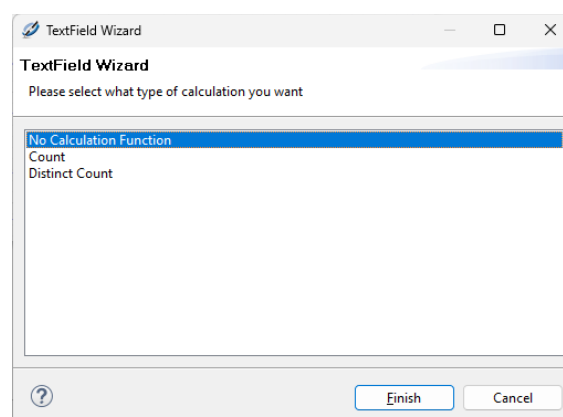 TextField Wizard
TextField Wizard
Please select what type of calculation you want
No Calculation Function
Count
Distinct Count
?
Finish
Cancel